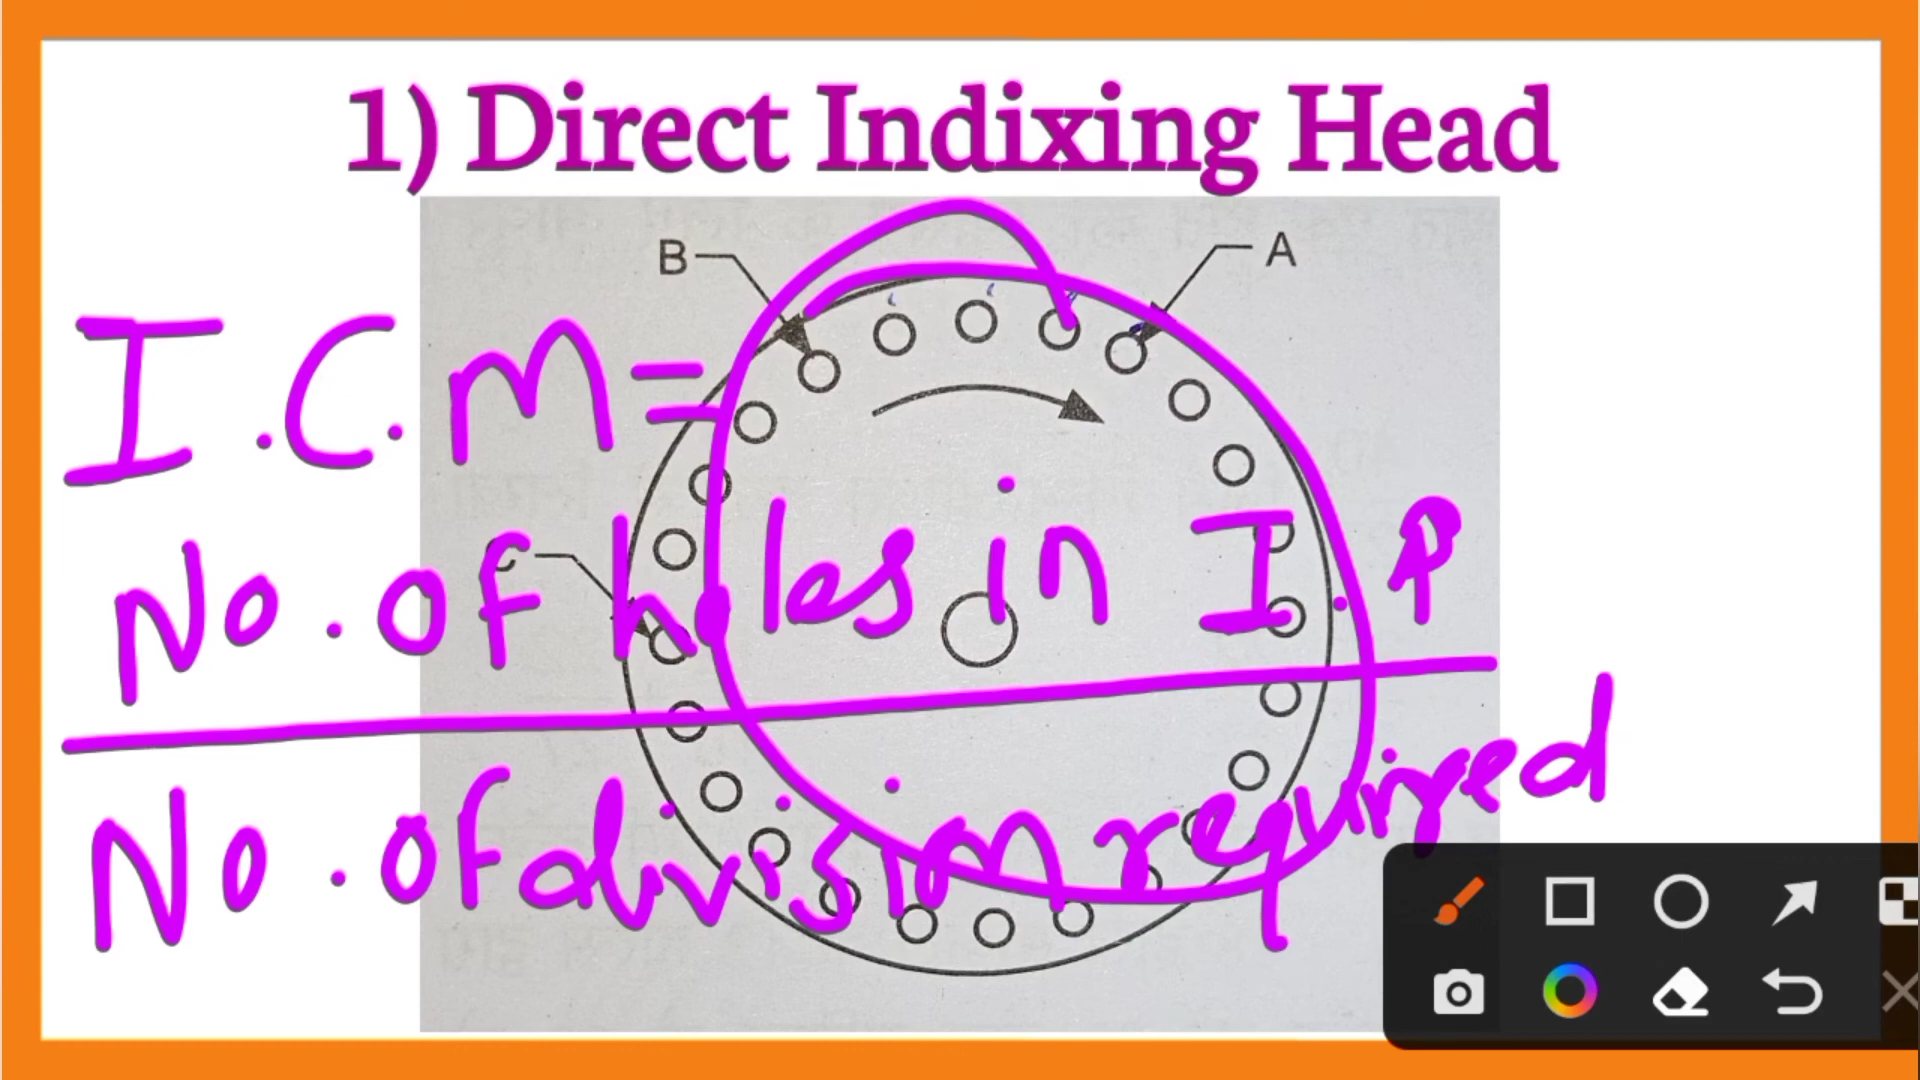 1) Direct Indixing Head
B
A
I.C.M=
C
No. of holes in I.P
No. of division required